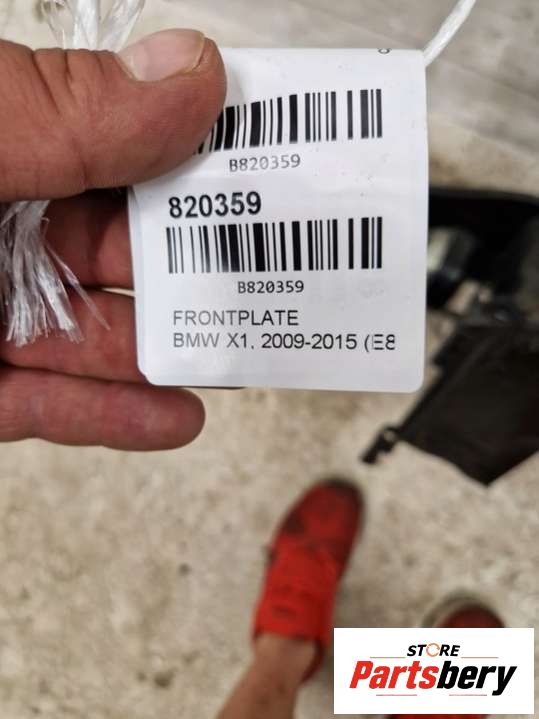 B820359
820359
B820359
FRONTPLATE
BMW X1, 2009-2015 (E8
STORE
Partsbery